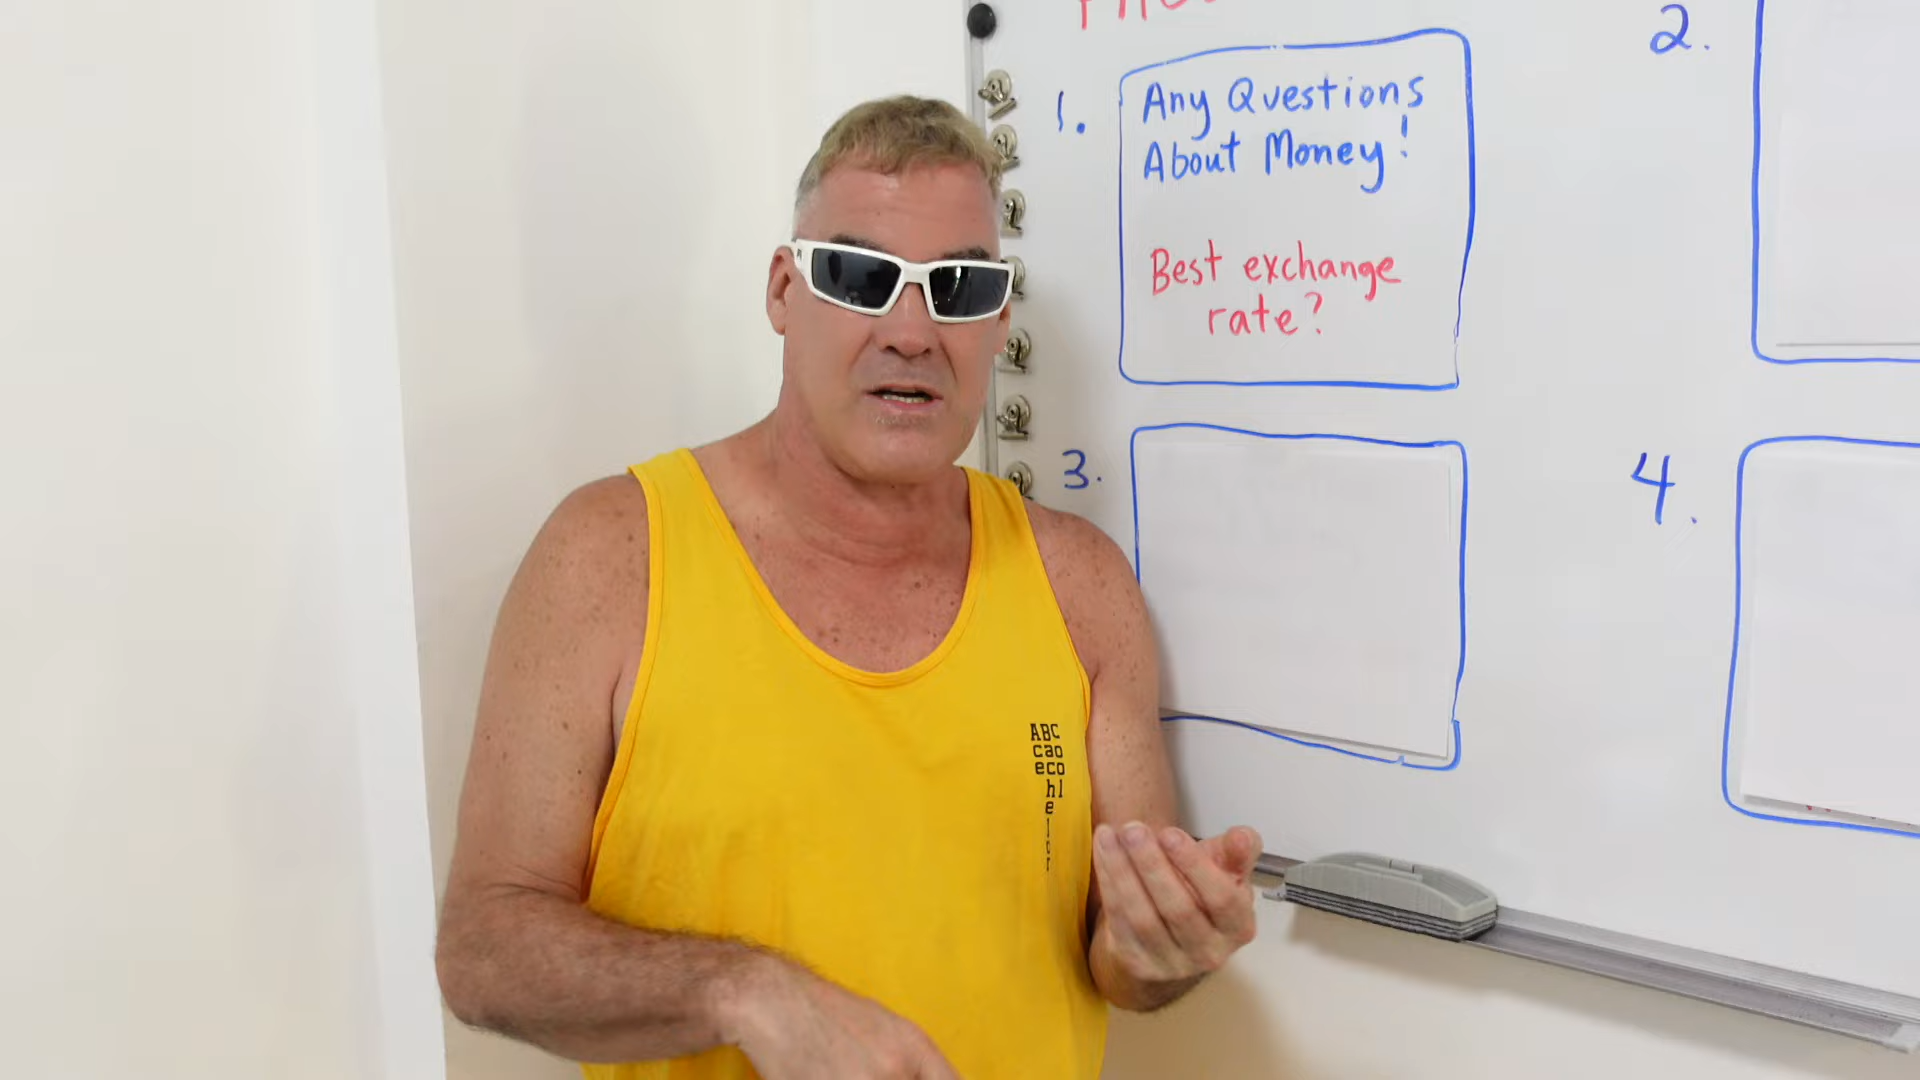 1.
Any Questions
About Money!
Best exchange
rate?
2.
3.
4.
ABC
cao
eco
hl
e